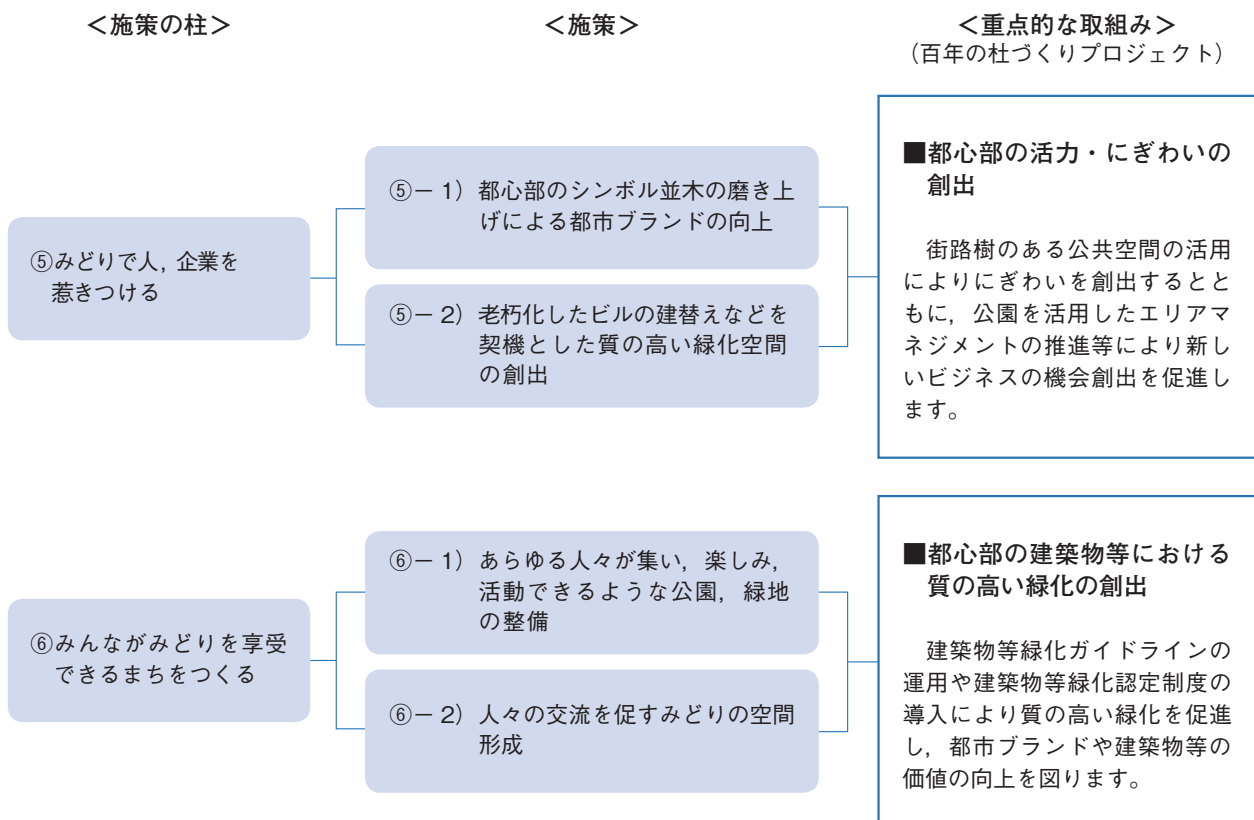 ＜施策の柱＞
＜施策＞
＜重点的な取組み＞
（百年の杜づくりプロジェクト）
⑤みどりで人，企業を
惹きつける
⑤－ 1）都心部のシンボル並木の磨き上
げによる都市ブランドの向上
⑤－ 2）老朽化したビルの建替えなどを
契機とした質の高い緑化空間
の創出
■都心部の活力・にぎわいの
創出
街路樹のある公共空間の活用
によりにぎわいを創出するとと
もに，公園を活用したエリアマ
ネジメントの推進等により新し
いビジネスの機会創出を促進し
ます。
⑥みんながみどりを享受
できるまちをつくる
⑥－ 1）あらゆる人々が集い，楽しみ，
活動できるような公園，緑地
の整備
⑥－ 2）人々の交流を促すみどりの空間
形成
■都心部の建築物等における
質の高い緑化の創出
建築物等緑化ガイドラインの
運用や建築物等緑化認定制度の
導入により質の高い緑化を促進
し，都市ブランドや建築物等の
価値の向上を図ります。